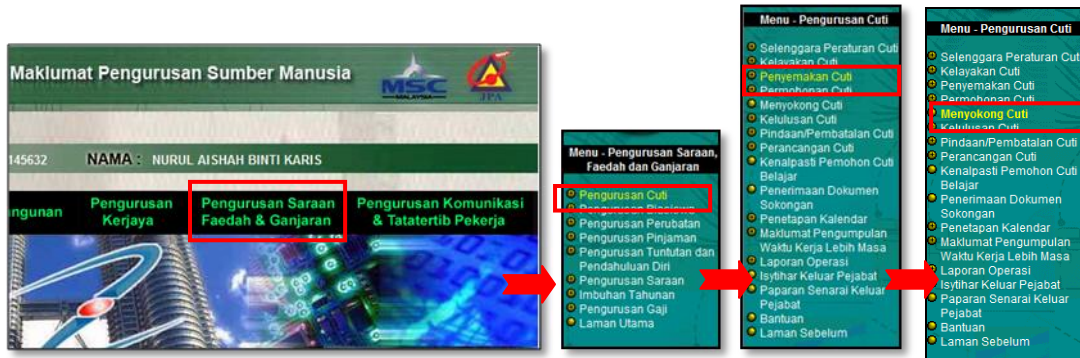 Maklumat Pengurusan Sumber Manusia
MSC
MALAYSIA
JPA
145632 NAMA : NURUL AISHAH BINTI KARIS
ngunan
Pengurusan
Kerjaya
Pengurusan Saraan
Faedah & Ganjaran
Pengurusan Komunikasi
& Tatatertib Pekerja
Menu - Pengurusan Saraan,
Faedah dan Ganjaran
Pengurusan Cuti
Pengurusan Perubatan
Pengurusan Pinjaman
Pengurusan Tuntutan dan
Pendahuluan Diri
Pengurusan Saraan
Imbuhan Tahunan
Pengurusan Gaji
Laman Utama
Menu - Pengurusan Cuti
Selenggara Peraturan Cuti
Kelayakan Cuti
Penyemakan Cuti
Permohonan Cuti
Menyokong Cuti
Kelulusan Cuti
Pindaan/Pembatalan Cuti
Perancangan Cuti
Kenalpasti Pemohon Cuti
Belajar
Penerimaan Dokumen
Sokongan
Penetapan Kalendar
Maklumat Pengumpulan
Waktu Kerja Lebih Masa
Laporan Operasi
Isytihar Keluar Pejabat
Paparan Senarai Keluar
Pejabat
Bantuan
Laman Sebelum
Menu - Pengurusan Cuti
Selenggara Peraturan Cuti
Kelayakan Cuti
Penyemakan Cuti
Permohonan Cuti
Menyokong Cuti
Kelulusan Cuti
Pindaan/Pembatalan Cuti
Perancangan Cuti
Kenalpasti Pemohon Cuti
Belajar
Penerimaan Dokumen
Sokongan
Penetapan Kalendar
Maklumat Pengumpulan
Waktu Kerja Lebih Masa
Laporan Operasi
Isytihar Keluar Pejabat
Paparan Senarai Keluar
Pejabat
Bantuan
Laman Sebelum